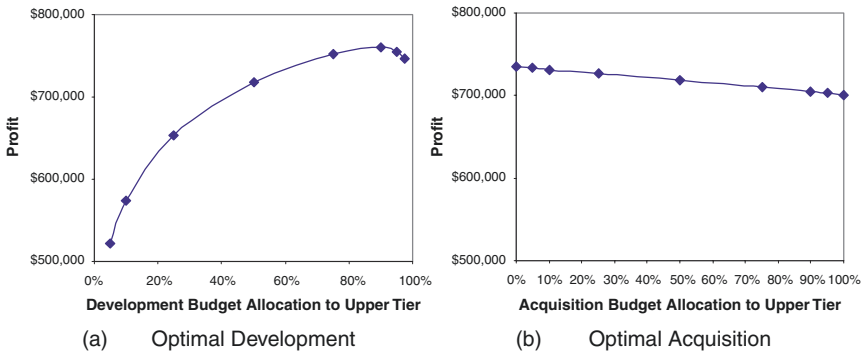 $800,000
$700,000
$600,000
$500,000
Profit
0% 20% 40% 60% 80% 100%
Development Budget Allocation to Upper Tier
(a) Optimal Development
$800,000
$700,000
$600,000
$500,000
Profit
0% 10% 20% 30% 40% 50% 60% 70% 80% 90% 100%
Acquisition Budget Allocation to Upper Tier
(b) Optimal Acquisition